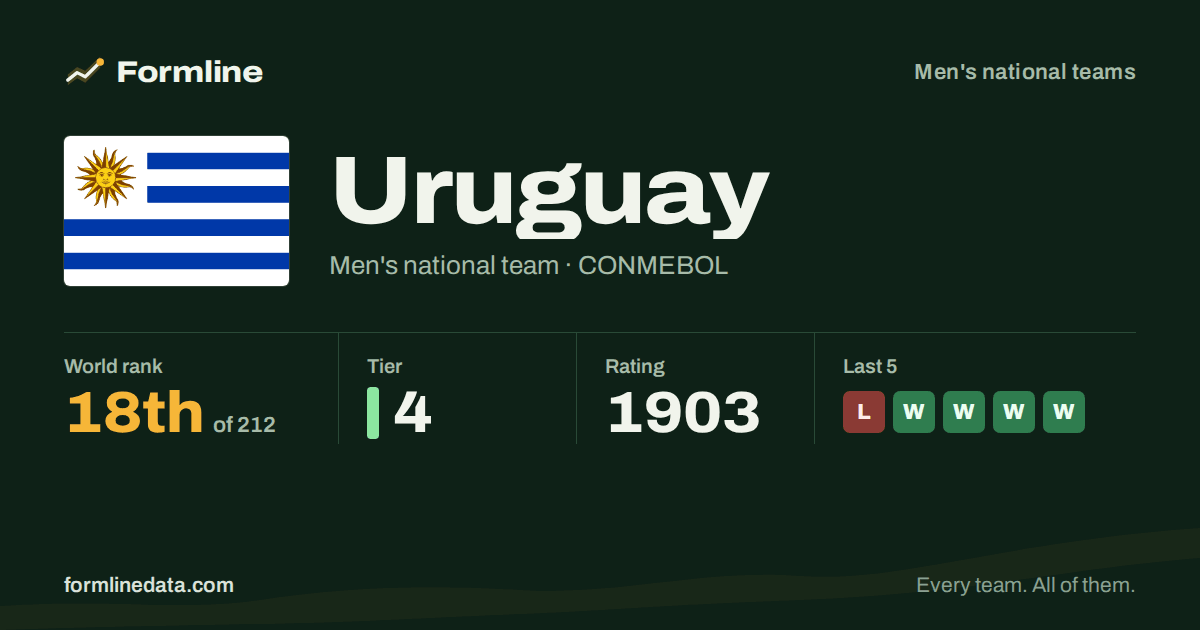 Formline
Men's national teams
Uruguay
Men's national team · CONMEBOL
World rank
18th of 212
Tier
4
Rating
1903
Last 5
L W W W W
formlinedata.com
Every team. All of them.